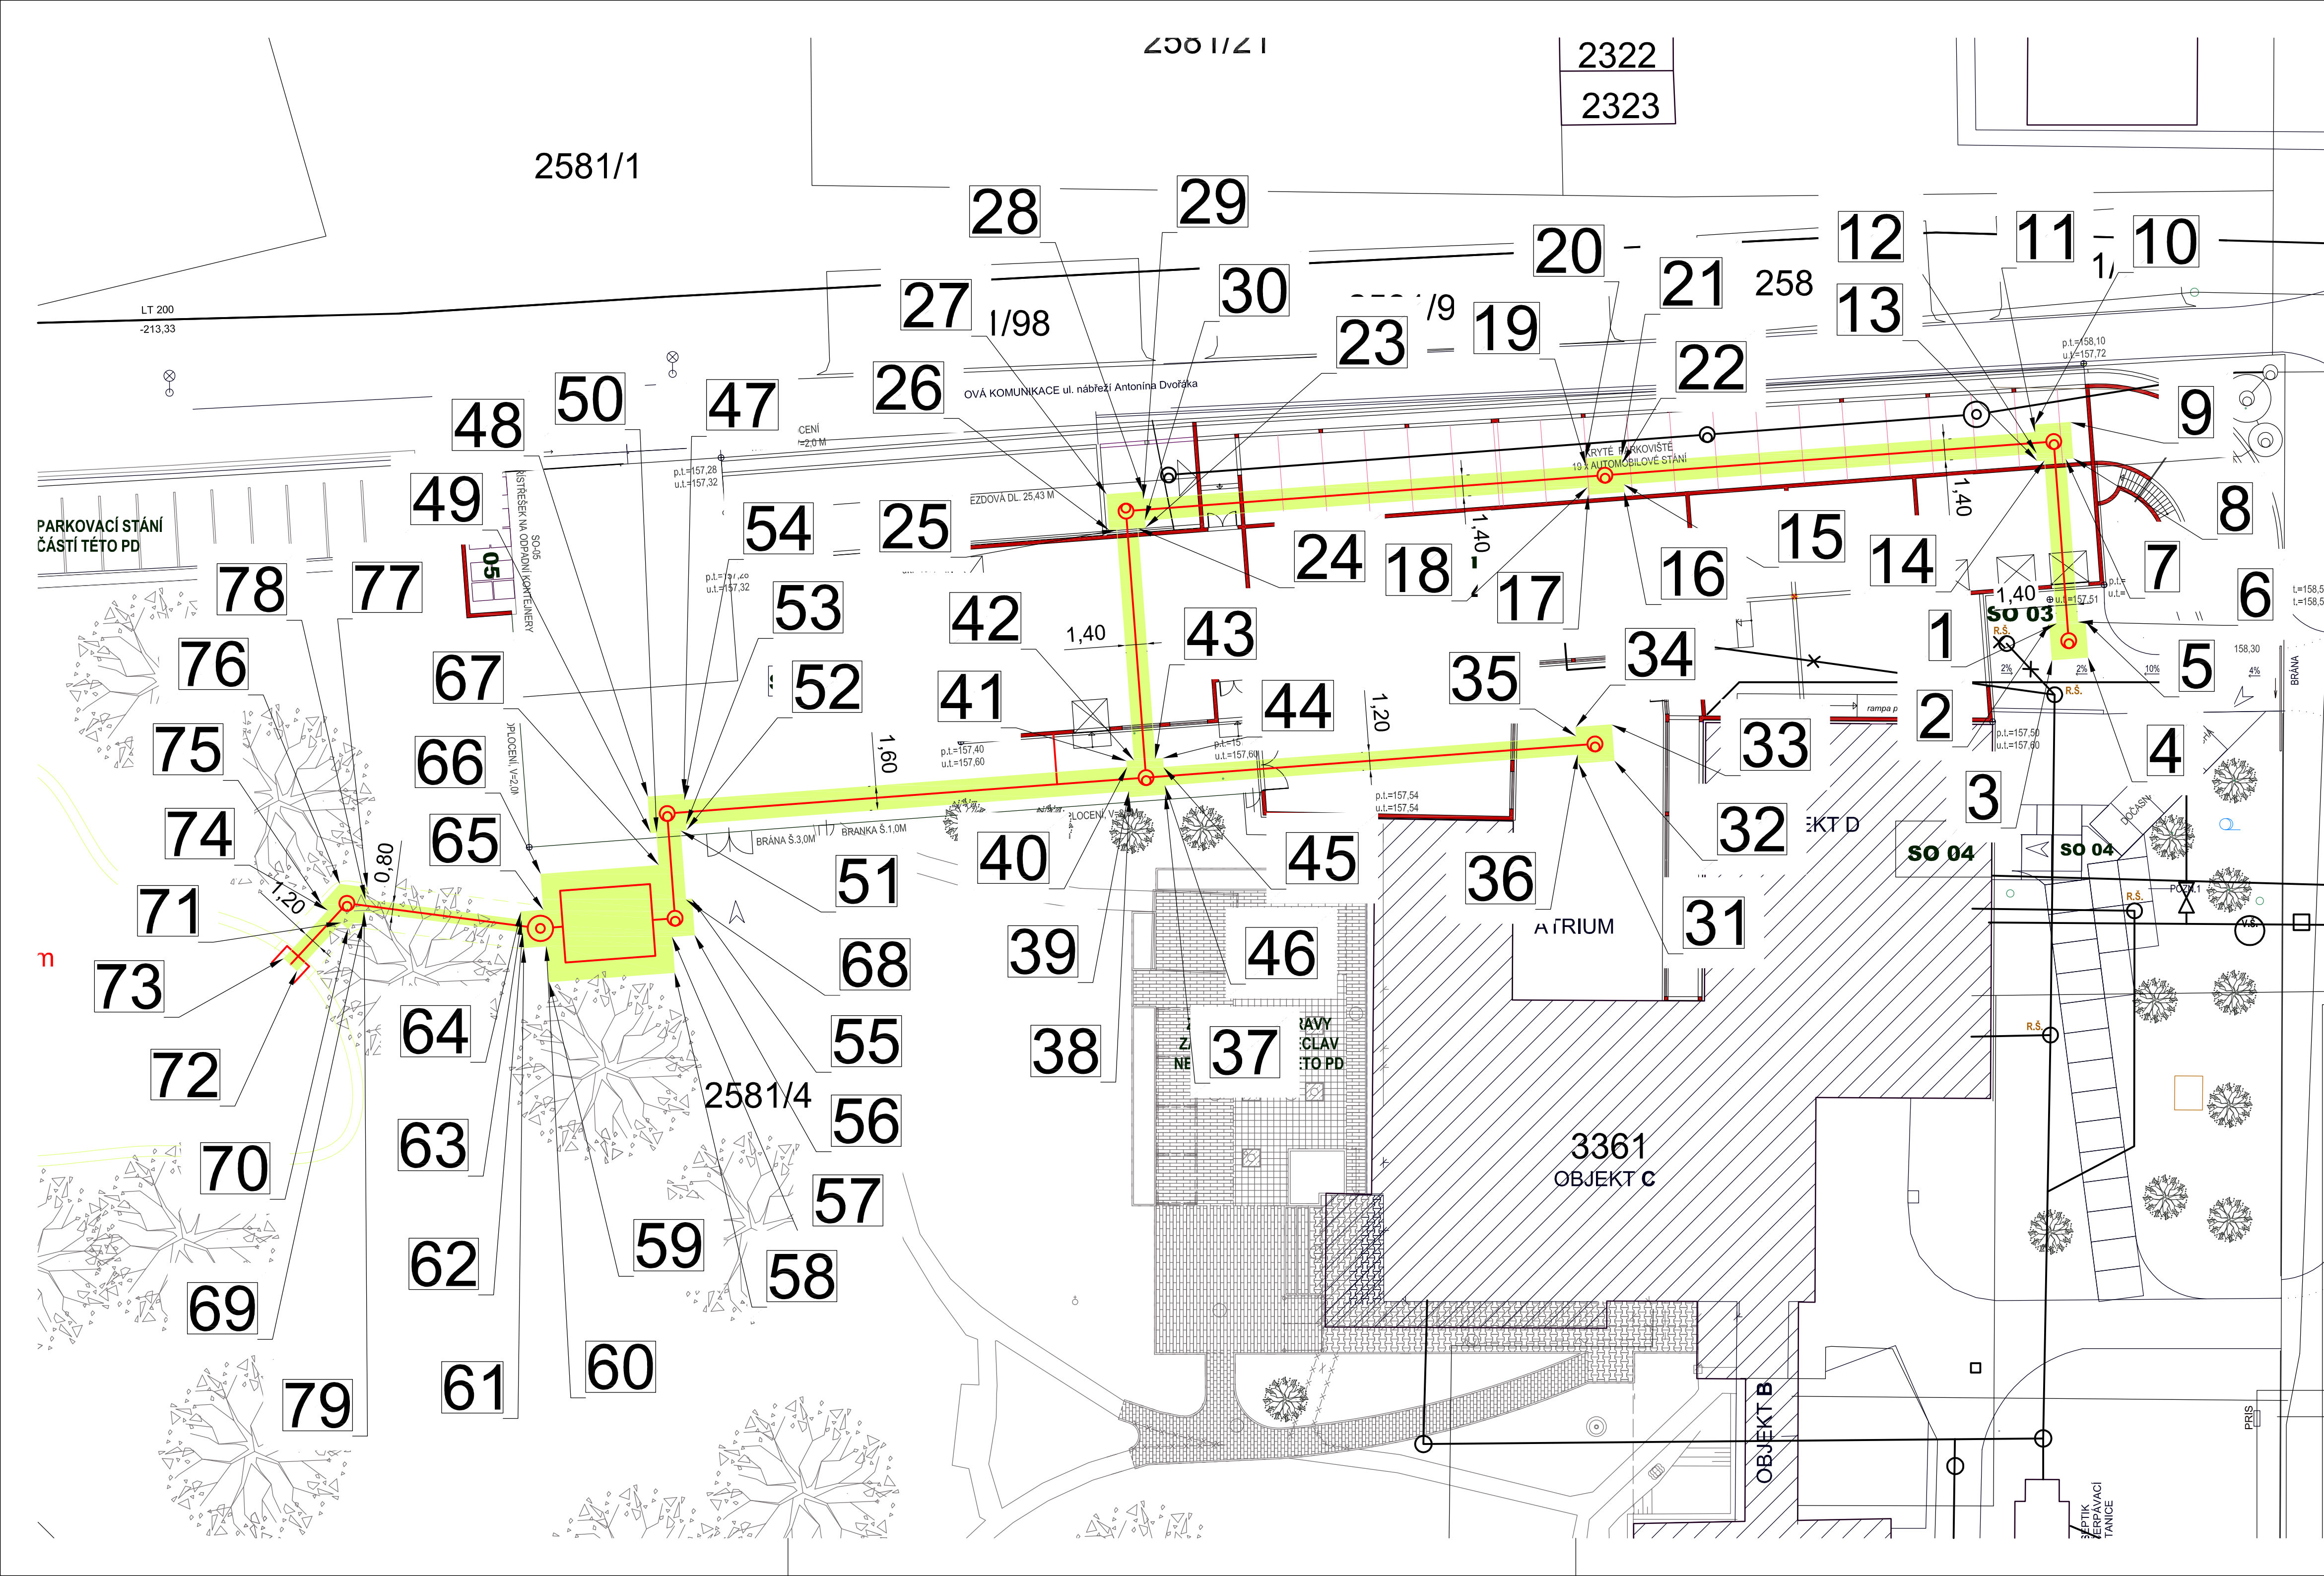 2322
2323
2581/1
28
29
20
12
11
10
27
1/98
30
19
21
258
13
LT 200
-213,33
23
26
22
OVÁ KOMUNIKACE ul. nábřeží Antonína Dvořáka
p.t.=158,10
u.t.=157,72
50
47
48
9
p.t.=157,28
u.t.=157,32
KRYTÉ PARKOVIŠTĚ
19 x AUTOMOBILOVÉ STÁNÍ
49
EZDOVÁ DL. 25,43 M
1,40
1,40
8
PARKOVACÍ STÁNÍ
ČÁSTÍ TÉTO PD
54
25
24
18
15
14
7
SO-05
05
78
77
53
17
16
6
1,40
u.t.=157,51
SO 03
R.Š.
42
1,40
43
1
76
67
52
35
34
5
2%
2%
10%
4%
158,30
BRÁNA
R.Š.
41
44
1,20
rampa p
2
75
66
1,60
p.t.=157,40
u.t.=157,60
33
p.t.=157,50
u.t.=157,60
4
3
74
65
p.t.=157,54
u.t.=157,54
32
BRÁNA Š.3,0M
BRANKA Š.1,0M
40
45
SO 04
SO 04
0,80
1,20
51
36
71
ATRIUM
31
R.Š.
V.Š.
m
73
68
39
46
64
55
38
37
R.Š.
72
2581/4
56
63
3361
OBJEKT C
70
57
62
59
58
69
61
60
79
OBJEKT B